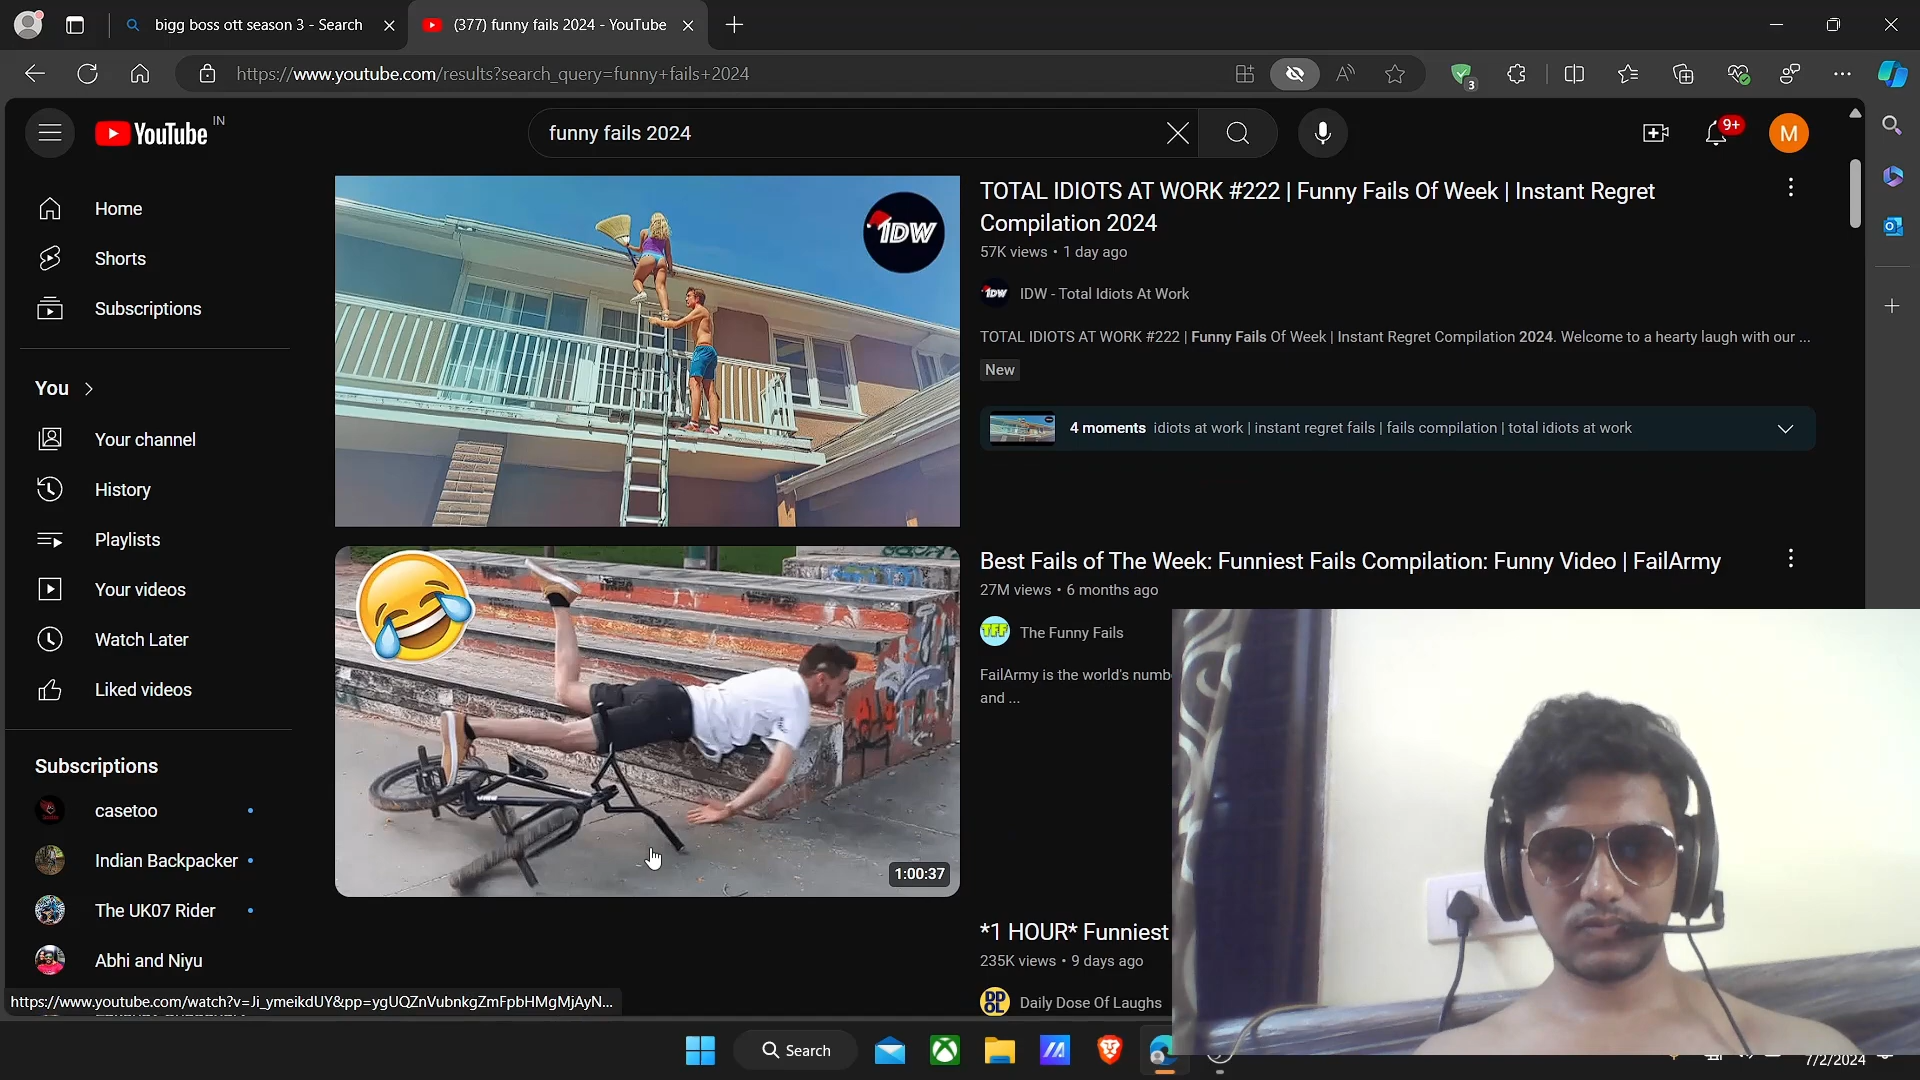 bigg boss ott season 3 - Search
(377) funny fails 2024 - YouTube
https://www.youtube.com/results?search_query=funny+fails+2024
3
YouTube IN
funny fails 2024
9+
M
Home
Shorts
Subscriptions
You
Your channel
History
Playlists
Your videos
Watch Later
Liked videos
Subscriptions
casetoo
Indian Backpacker
The UK07 Rider
Abhi and Niyu
https://www.youtube.com/watch?v=Ji_ymeikdUY&pp=ygUQZnVubnkgZmFpbHMgMjAyN...
IDW
TOTAL IDIOTS AT WORK #222 | Funny Fails Of Week | Instant Regret
Compilation 2024
57K views • 1 day ago
IDW IDW - Total Idiots At Work
TOTAL IDIOTS AT WORK #222 | Funny Fails Of Week | Instant Regret Compilation 2024. Welcome to a hearty laugh with our ...
New
4 moments idiots at work | instant regret fails | fails compilation | total idiots at work
1:00:37
Best Fails of The Week: Funniest Fails Compilation: Funny Video | FailArmy
27M views • 6 months ago
TFF The Funny Fails
FailArmy is the world's numb
and ...
*1 HOUR* Funniest
235K views • 9 days ago
Daily Dose Of Laughs
Search
7/2/2024